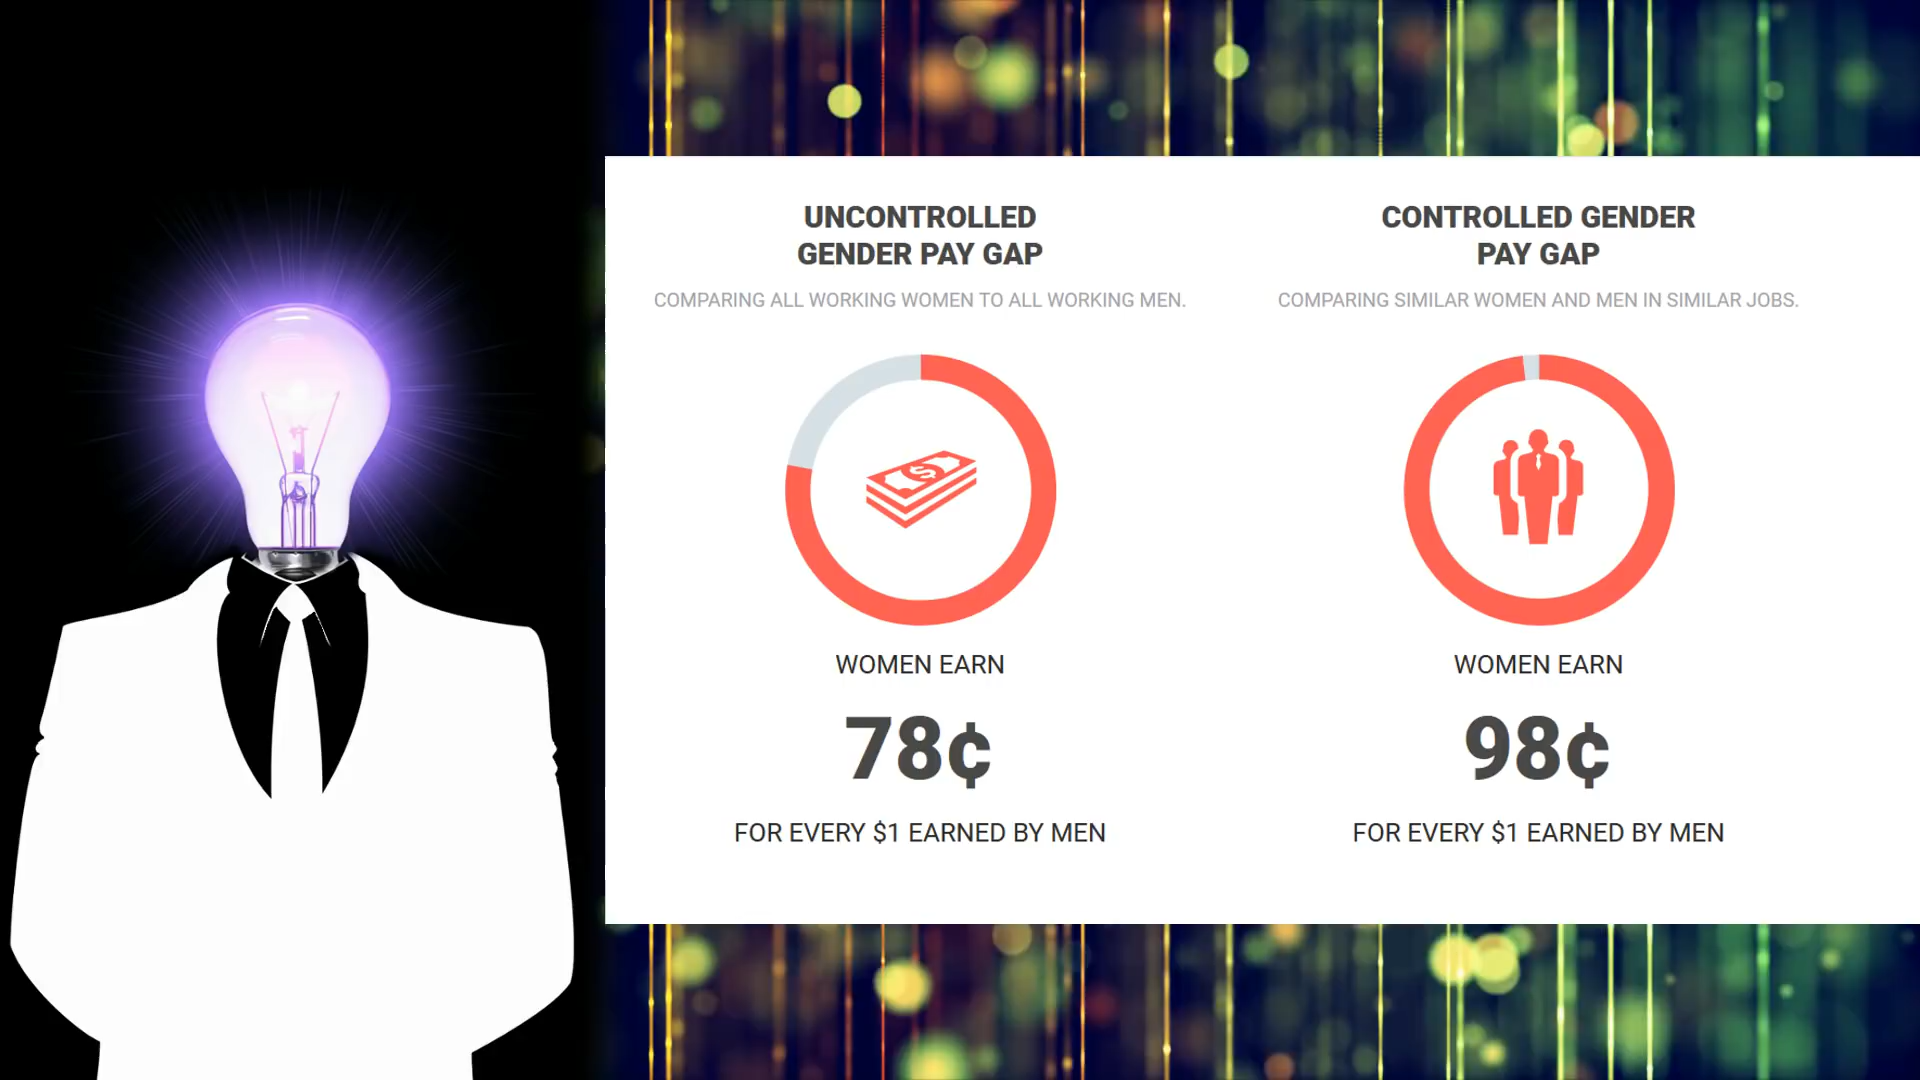 UNCONTROLLED
GENDER PAY GAP
COMPARING ALL WORKING WOMEN TO ALL WORKING MEN.
WOMEN EARN
78¢
FOR EVERY $1 EARNED BY MEN
CONTROLLED GENDER
PAY GAP
COMPARING SIMILAR WOMEN AND MEN IN SIMILAR JOBS.
WOMEN EARN
98¢
FOR EVERY $1 EARNED BY MEN